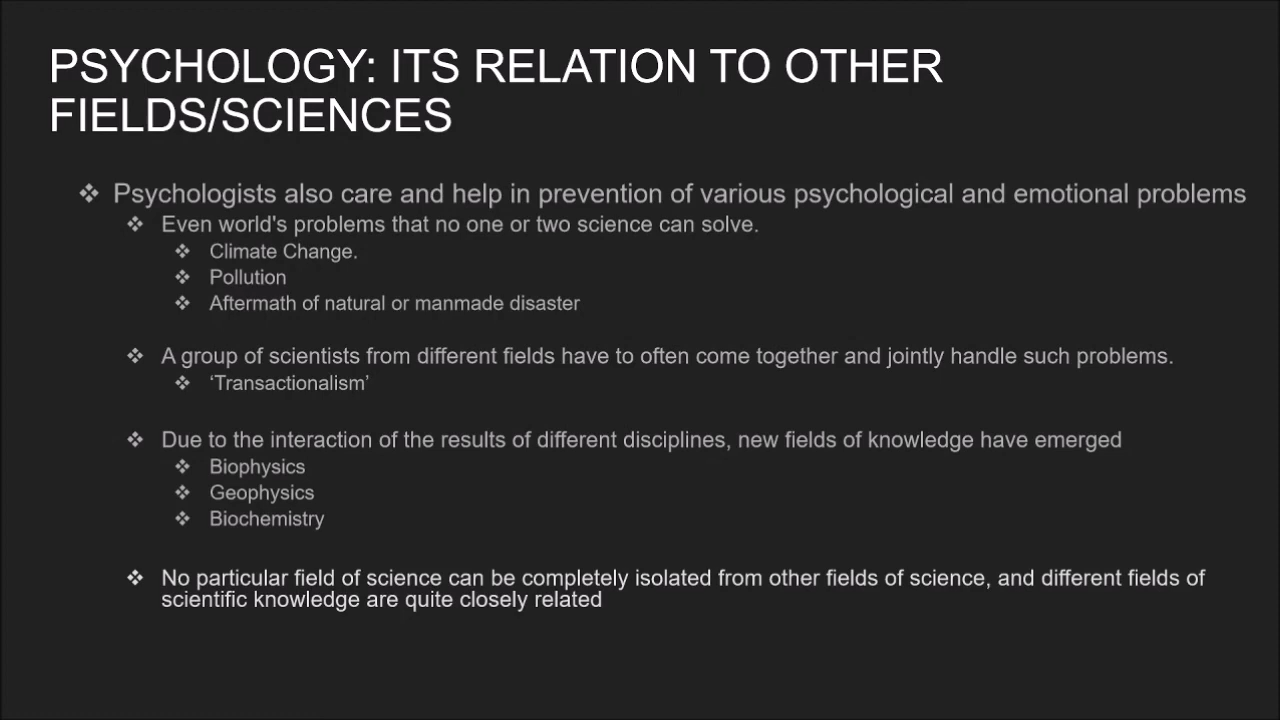 PSYCHOLOGY: ITS RELATION TO OTHER
FIELDS/SCIENCES
❖ Psychologists also care and help in prevention of various psychological and emotional problems
❖ Even world's problems that no one or two science can solve.
❖ Climate Change.
❖ Pollution
❖ Aftermath of natural or manmade disaster
❖ A group of scientists from different fields have to often come together and jointly handle such problems.
❖ ‘Transactionalism’
❖ Due to the interaction of the results of different disciplines, new fields of knowledge have emerged
❖ Biophysics
❖ Geophysics
❖ Biochemistry
❖ No particular field of science can be completely isolated from other fields of science, and different fields of
scientific knowledge are quite closely related